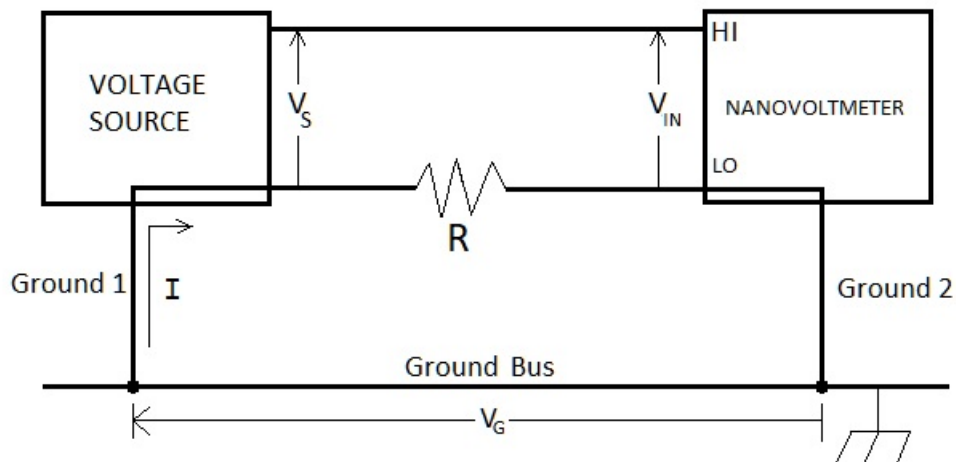 VOLTAGE
SOURCE
V_S
V_IN
HI
NANOVOLTMETER
LO
R
Ground 1
I
Ground 2
Ground Bus
V_G